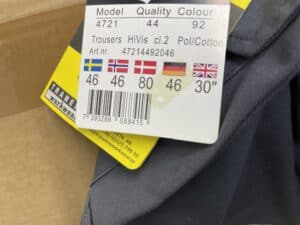 Model Quality Colour
4721 44 92
Trousers HiVis cl.2 Pol/Cotton
Art.nr. 47214492046
46 46 80 46 30"